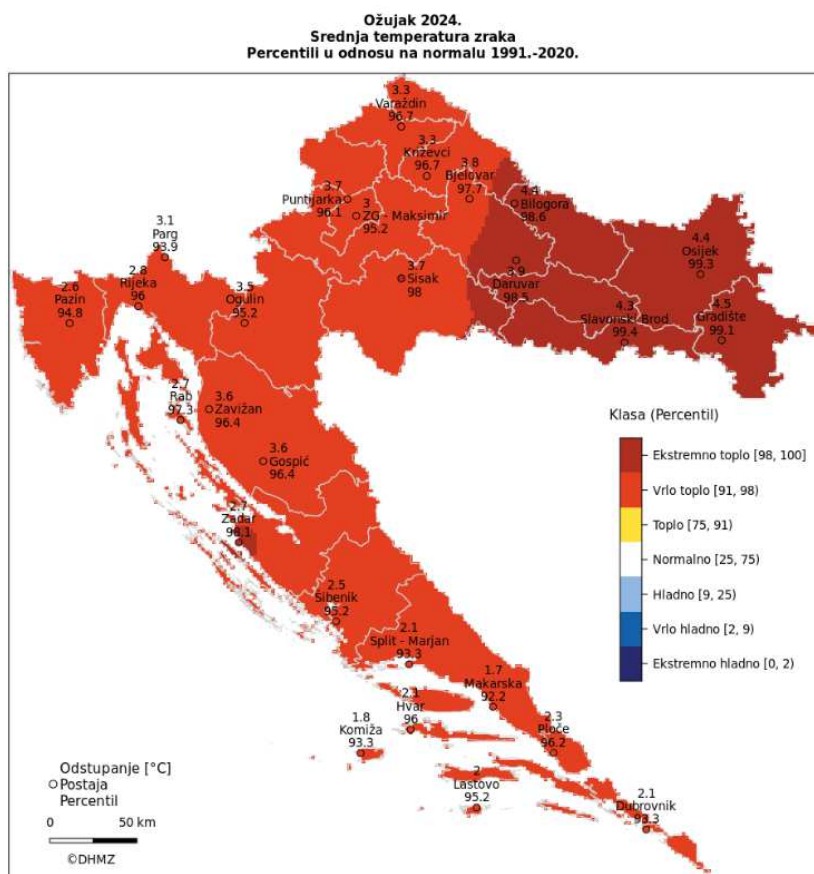 Ožujak 2024.
Srednja temperatura zraka
Percentili u odnosu na normalu 1991.-2020.
3.3
Varaždin
96.7
3.3
Križevci
96.7
3.8
Bjelovar
97.7
3.7
Puntijarka
96.1
3
ZG - Maksimir
95.2
4.4
Bilogora
98.6
3.1
Parg
93.9
4.4
Osijek
99.3
2.8
Rijeka
96
2.6
Pazin
94.8
3.5
Ogulin
95.2
3.7
Sisak
98
3.9
Daruvar
98.5
4.3
Slavonski Brod
99.4
4.5
Gradište
99.1
2.7
Rab
97.3
3.6
Zavižan
96.4
3.6
Gospić
96.4
2.7
Zadar
98.1
2.5
Šibenik
95.2
2.1
Split - Marjan
93.3
1.7
Makarska
92.2
2.1
Hvar
96
1.8
Komiža
93.3
2.3
Ploče
96.2
2
Lastovo
95.2
2.1
Dubrovnik
93.3
Klasa (Percentil)
Ekstremno toplo [98, 100]
Vrlo toplo [91, 98)
Toplo [75, 91)
Normalno [25, 75)
Hladno [9, 25)
Vrlo hladno [2, 9)
Ekstremno hladno [0, 2)
Odstupanje [°C]
Postaja
Percentil
0 50 km
©DHMZ